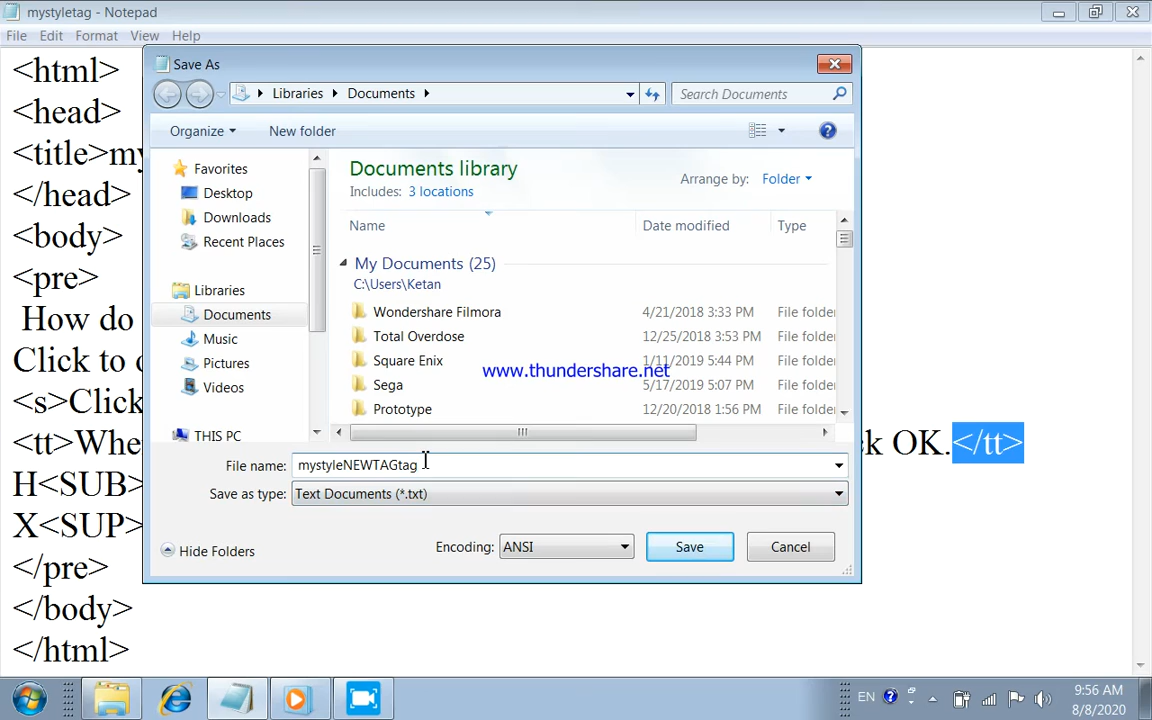 mystyletag - Notepad
File Edit Format View Help
<html>
<head>
<title>my
</head>
<body>
<pre>
How do
Click to
<s>Click
<tt>Whe
ck OK.</tt>
H<SUB>
X<SUP>
</pre>
</body>
</html>
Save As
Libraries Documents
Search Documents
Organize New folder
Favorites
Desktop
Downloads
Recent Places
Libraries
Documents
Music
Pictures
Videos
THIS PC
Documents library
Includes: 3 locations
Arrange by: Folder
Name Date modified Type
My Documents (25)
C:\Users\Ketan
Wondershare Filmora 4/21/2018 3:33 PM File folder
Total Overdose 12/25/2018 3:53 PM File folder
Square Enix 1/11/2019 5:44 PM File folder
Sega 5/17/2019 5:07 PM File folder
Prototype 12/20/2018 1:56 PM File folder
www.thundershare.net
File name: mystyleNEWTAGtag
Save as type: Text Documents (*.txt)
Hide Folders
Encoding: ANSI
Save Cancel
EN
9:56 AM
8/8/2020